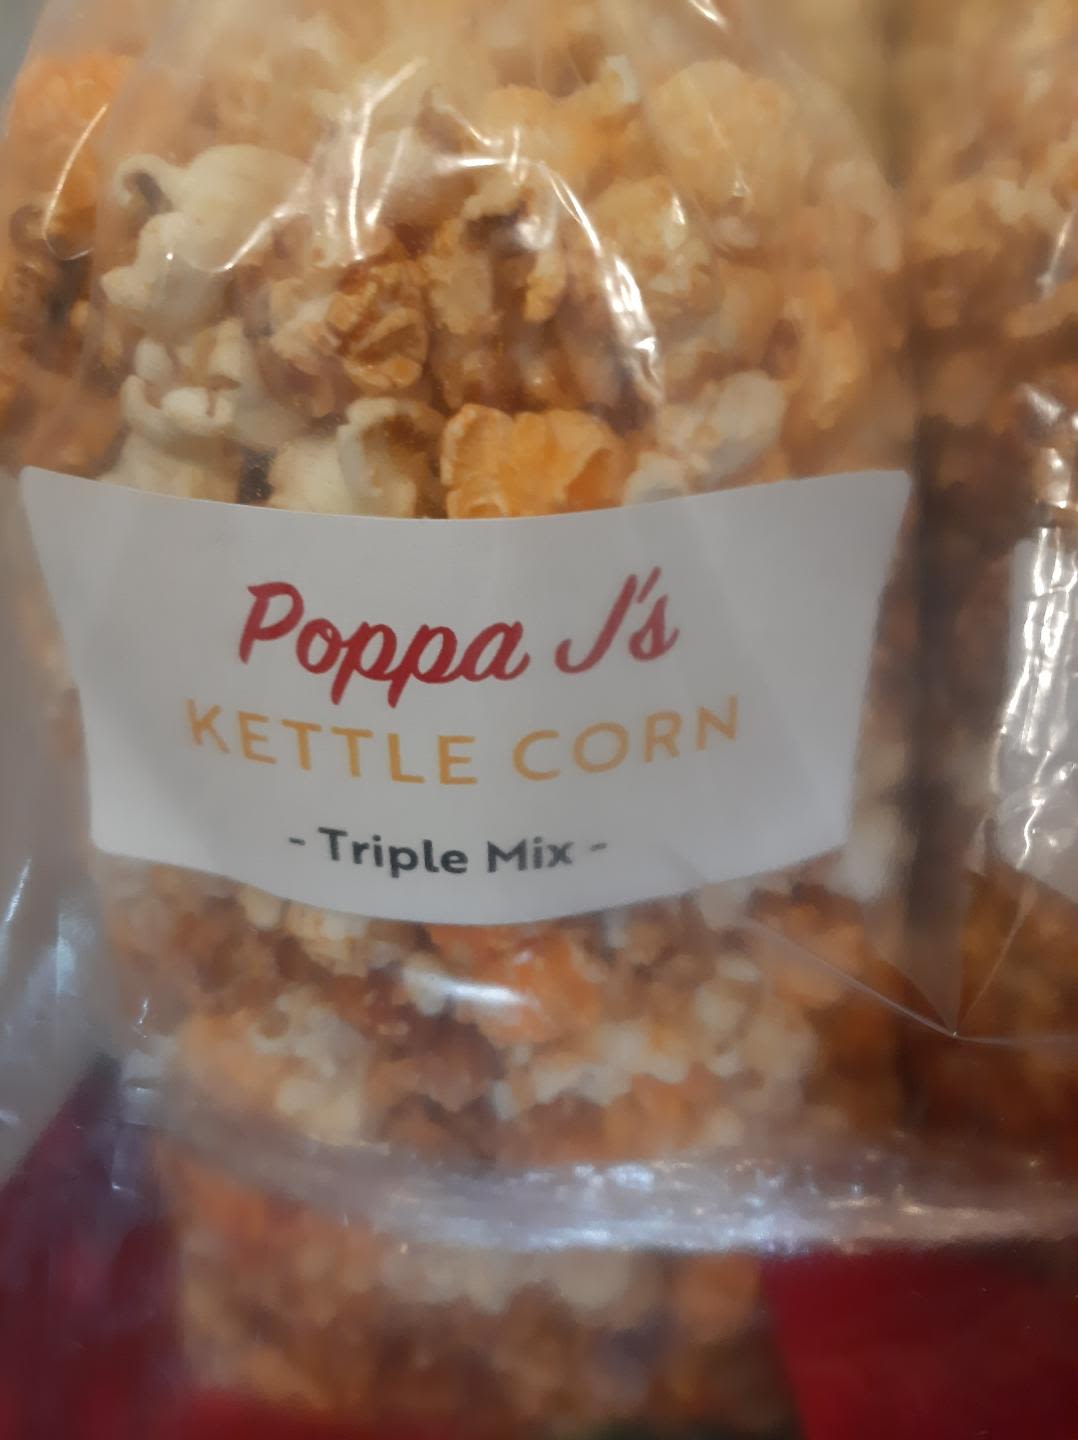 Poppa J's
KETTLE CORN
- Triple Mix -